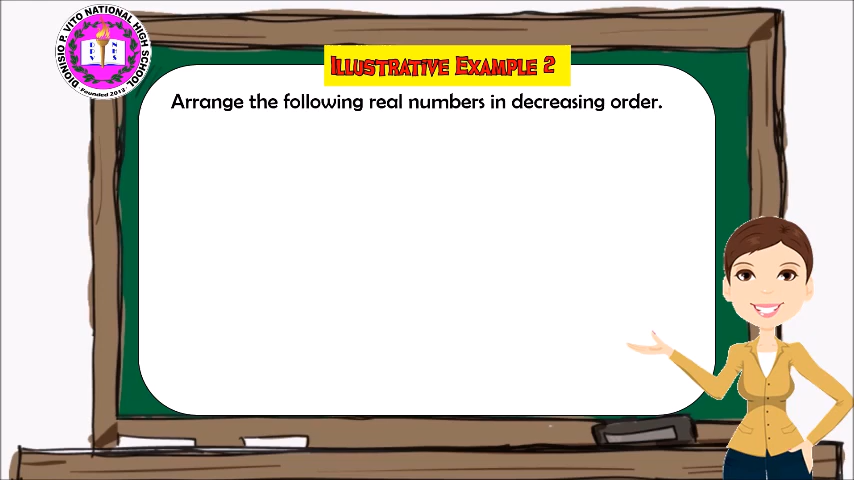 DIONISIO P. VITO NATIONAL HIGH SCHOOL
D N
P H
V S
Founded 2013
ILLUSTRATIVE EXAMPLE 2
Arrange the following real numbers in decreasing order.